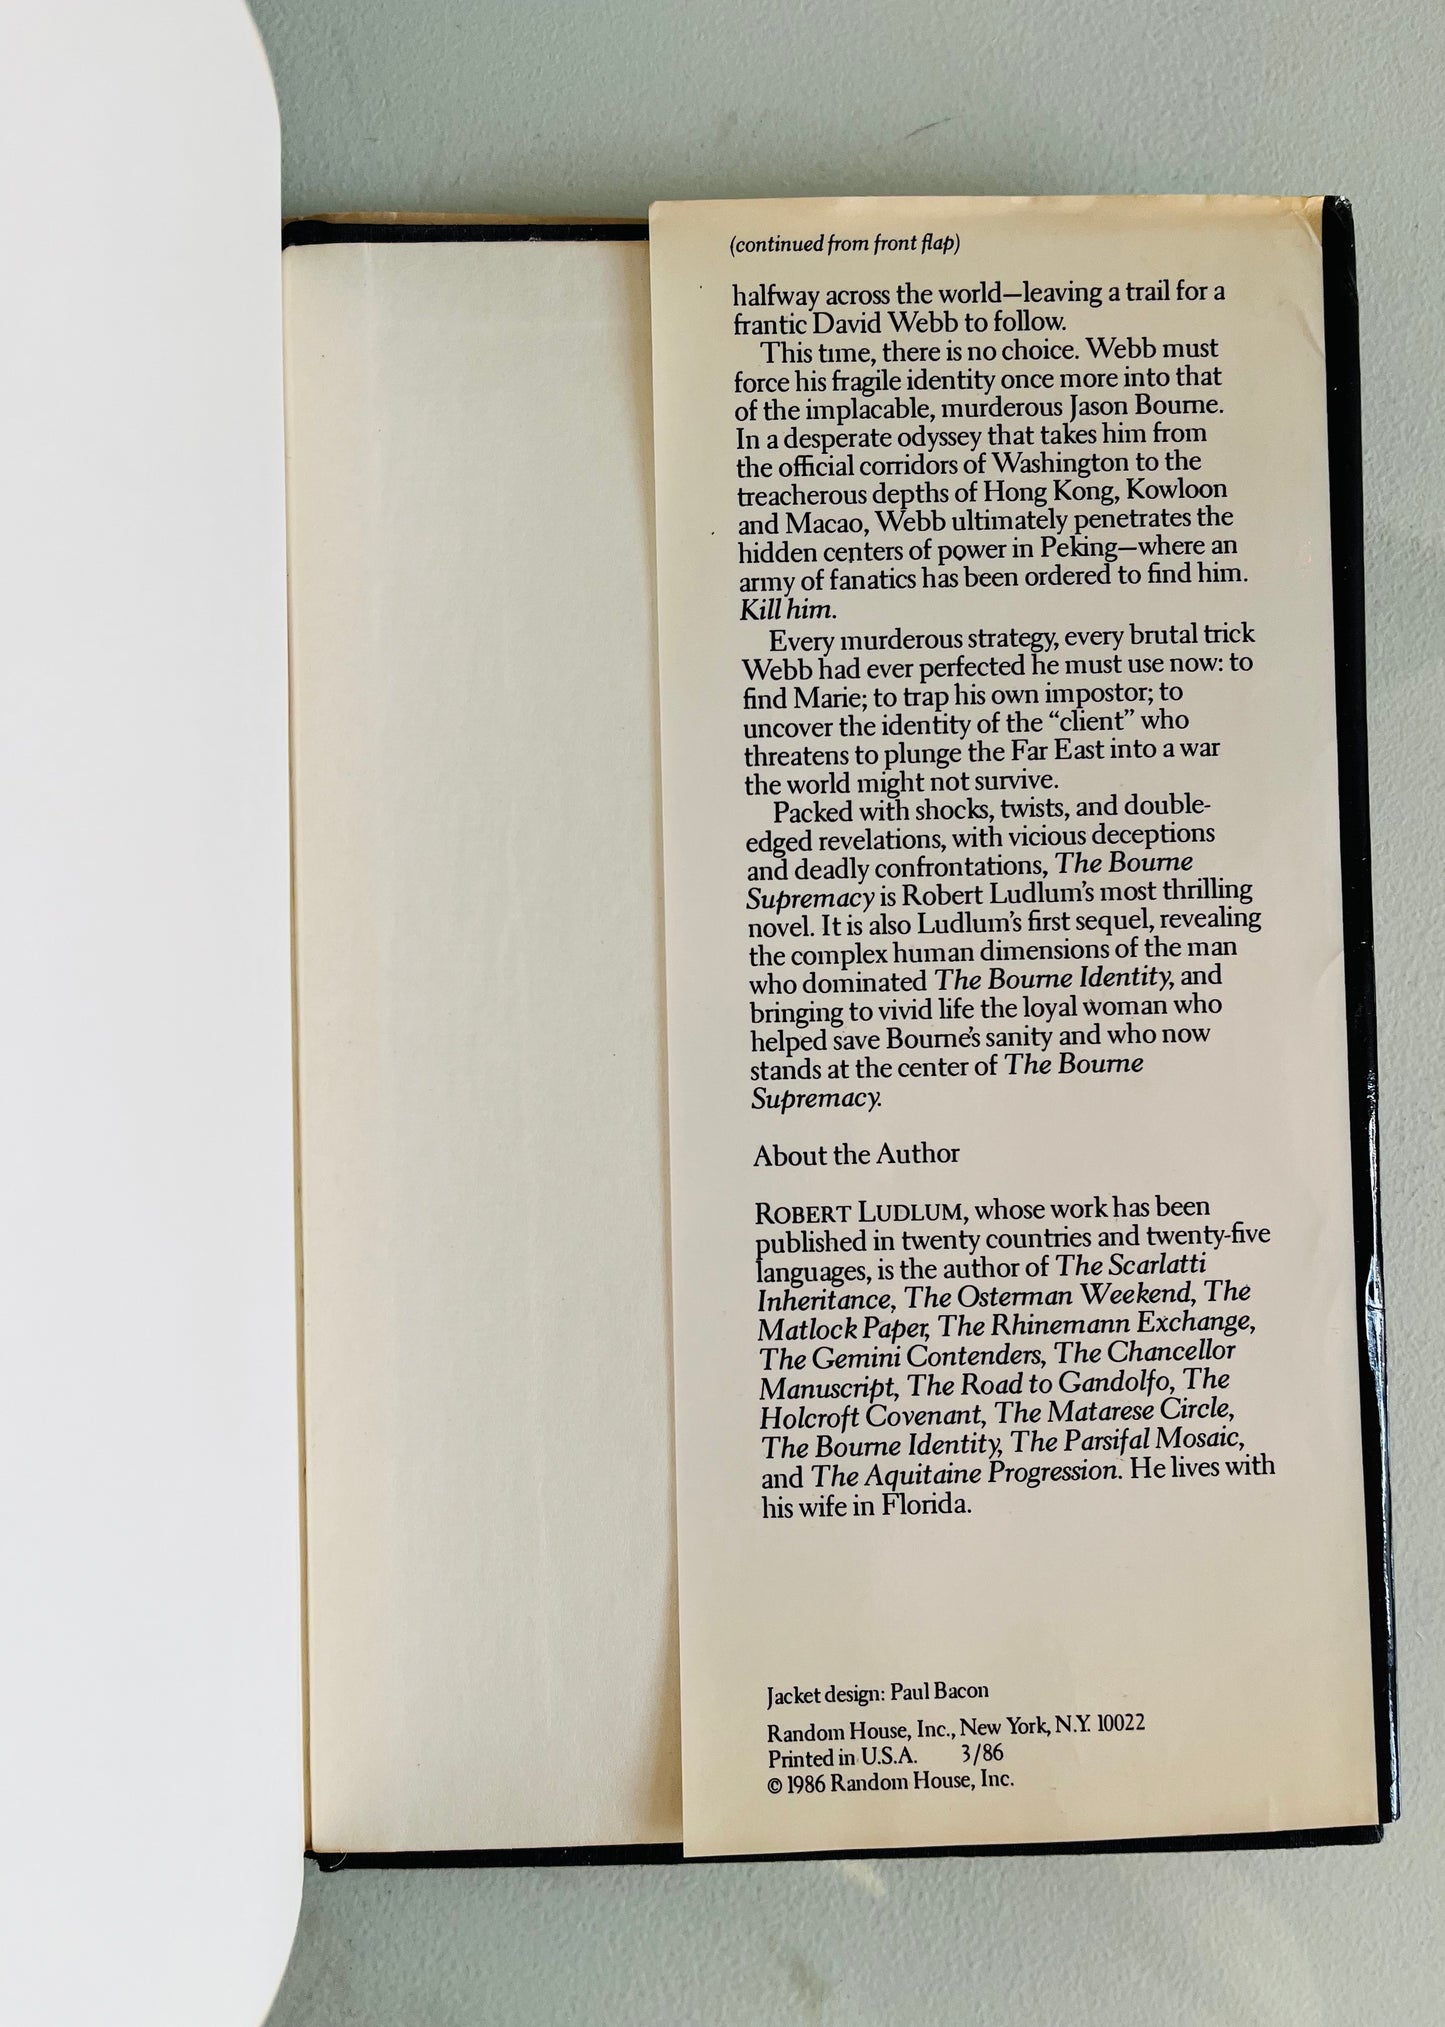 (continued from front flap)
halfway across the world—leaving a trail for a
frantic David Webb to follow.
This time, there is no choice. Webb must
force his fragile identity once more into that
of the implacable, murderous Jason Bourne.
In a desperate odyssey that takes him from
the official corridors of Washington to the
treacherous depths of Hong Kong, Kowloon
and Macao, Webb ultimately penetrates the
hidden centers of power in Peking—where an
army of fanatics has been ordered to find him.
Kill him.
Every murderous strategy, every brutal trick
Webb had ever perfected he must use now: to
find Marie; to trap his own impostor; to
uncover the identity of the “client” who
threatens to plunge the Far East into a war
the world might not survive.
Packed with shocks, twists, and double-
edged revelations, with vicious deceptions
and deadly confrontations, The Bourne
Supremacy is Robert Ludlum’s most thrilling
novel. It is also Ludlum’s first sequel, revealing
the complex human dimensions of the man
who dominated The Bourne Identity, and
bringing to vivid life the loyal woman who
helped save Bourne’s sanity and who now
stands at the center of The Bourne
Supremacy.
About the Author
ROBERT LUDLUM, whose work has been
published in twenty countries and twenty-five
languages, is the author of The Scarlatti
Inheritance, The Osterman Weekend, The
Matlock Paper, The Rhinemann Exchange,
The Gemini Contenders, The Chancellor
Manuscript, The Road to Gandolfo, The
Holcroft Covenant, The Matarese Circle,
The Bourne Identity, The Parsifal Mosaic,
and The Aquitaine Progression. He lives with
his wife in Florida.
Jacket design: Paul Bacon
Random House, Inc., New York, N.Y. 10022
Printed in U.S.A. 3/86
© 1986 Random House, Inc.